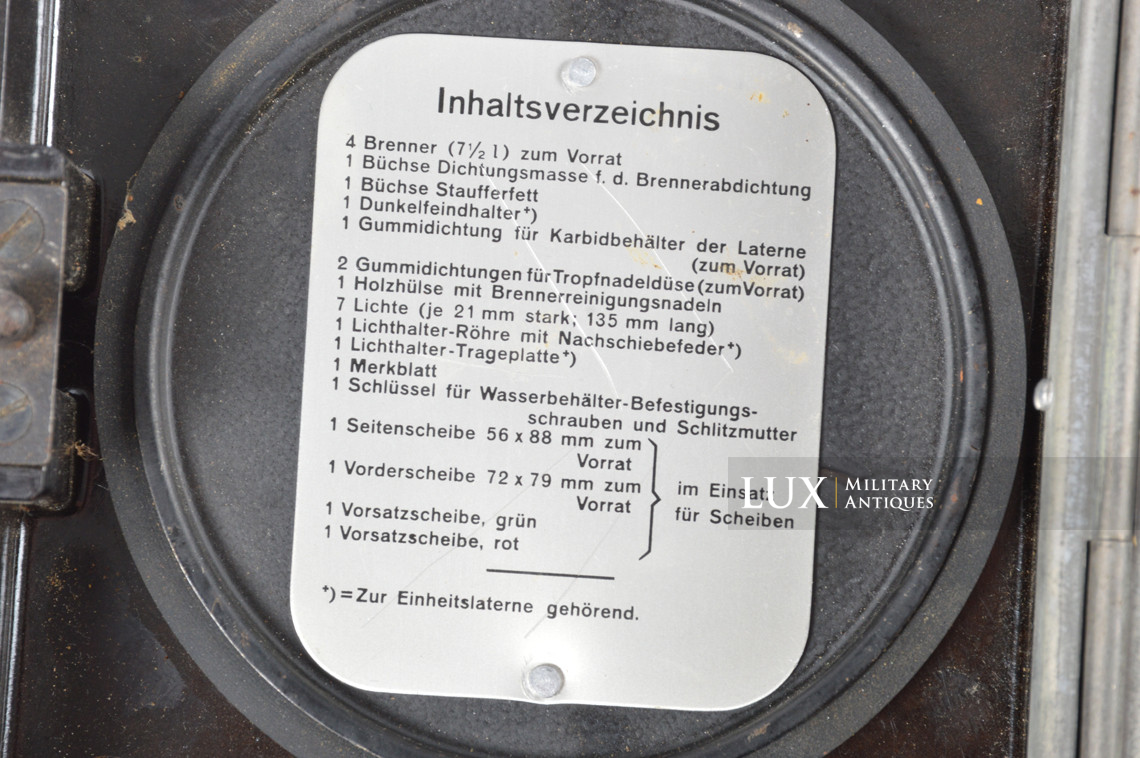 Inhaltsverzeichnis
4 Brenner (7½ l) zum Vorrat
1 Büchse Dichtungsmasse f. d. Brennerabdichtung
1 Büchse Staufferfett
1 Dunkelfeindhalter⁺)
1 Gummidichtung für Karbidbehälter der Laterne
(zum Vorrat)
2 Gummidichtungen für Tropfnadeldüse (zum Vorrat)
1 Holzhülse mit Brennerreinigungsnadeln
7 Lichte (je 21 mm stark; 135 mm lang)
1 Lichthalter-Röhre mit Nachschiebefeder⁺)
1 Lichthalter-Trageplatte⁺)
1 Merkblatt
1 Schlüssel für Wasserbehälter-Befestigungs-
schrauben und Schlitzmutter
1 Seitenscheibe 56 x 88 mm zum
Vorrat
1 Vorderscheibe 72 x 79 mm zum
Vorrat
1 Vorsatzscheibe, grün
1 Vorsatzscheibe, rot
im Einsatz
für Scheiben
⁺) = Zur Einheitslaterne gehörend.
LUX MILITARY
ANTIQUES